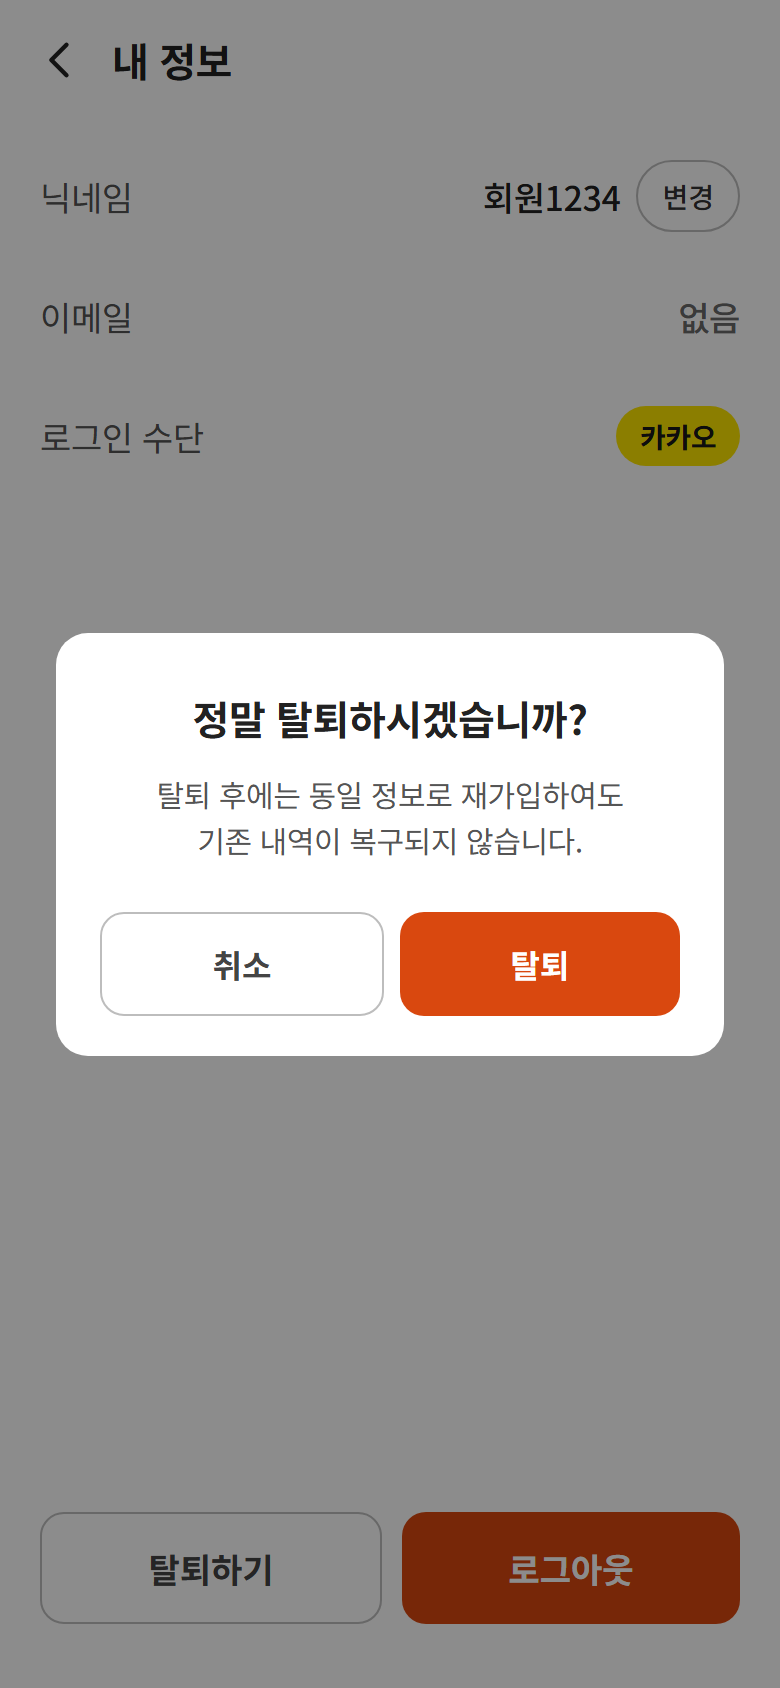 내 정보
닉네임 회원1234 변경
이메일 없음
로그인 수단 카카오
정말 탈퇴하시겠습니까?
탈퇴 후에는 동일 정보로 재가입하여도
기존 내역이 복구되지 않습니다.
취소 탈퇴
탈퇴하기 로그아웃